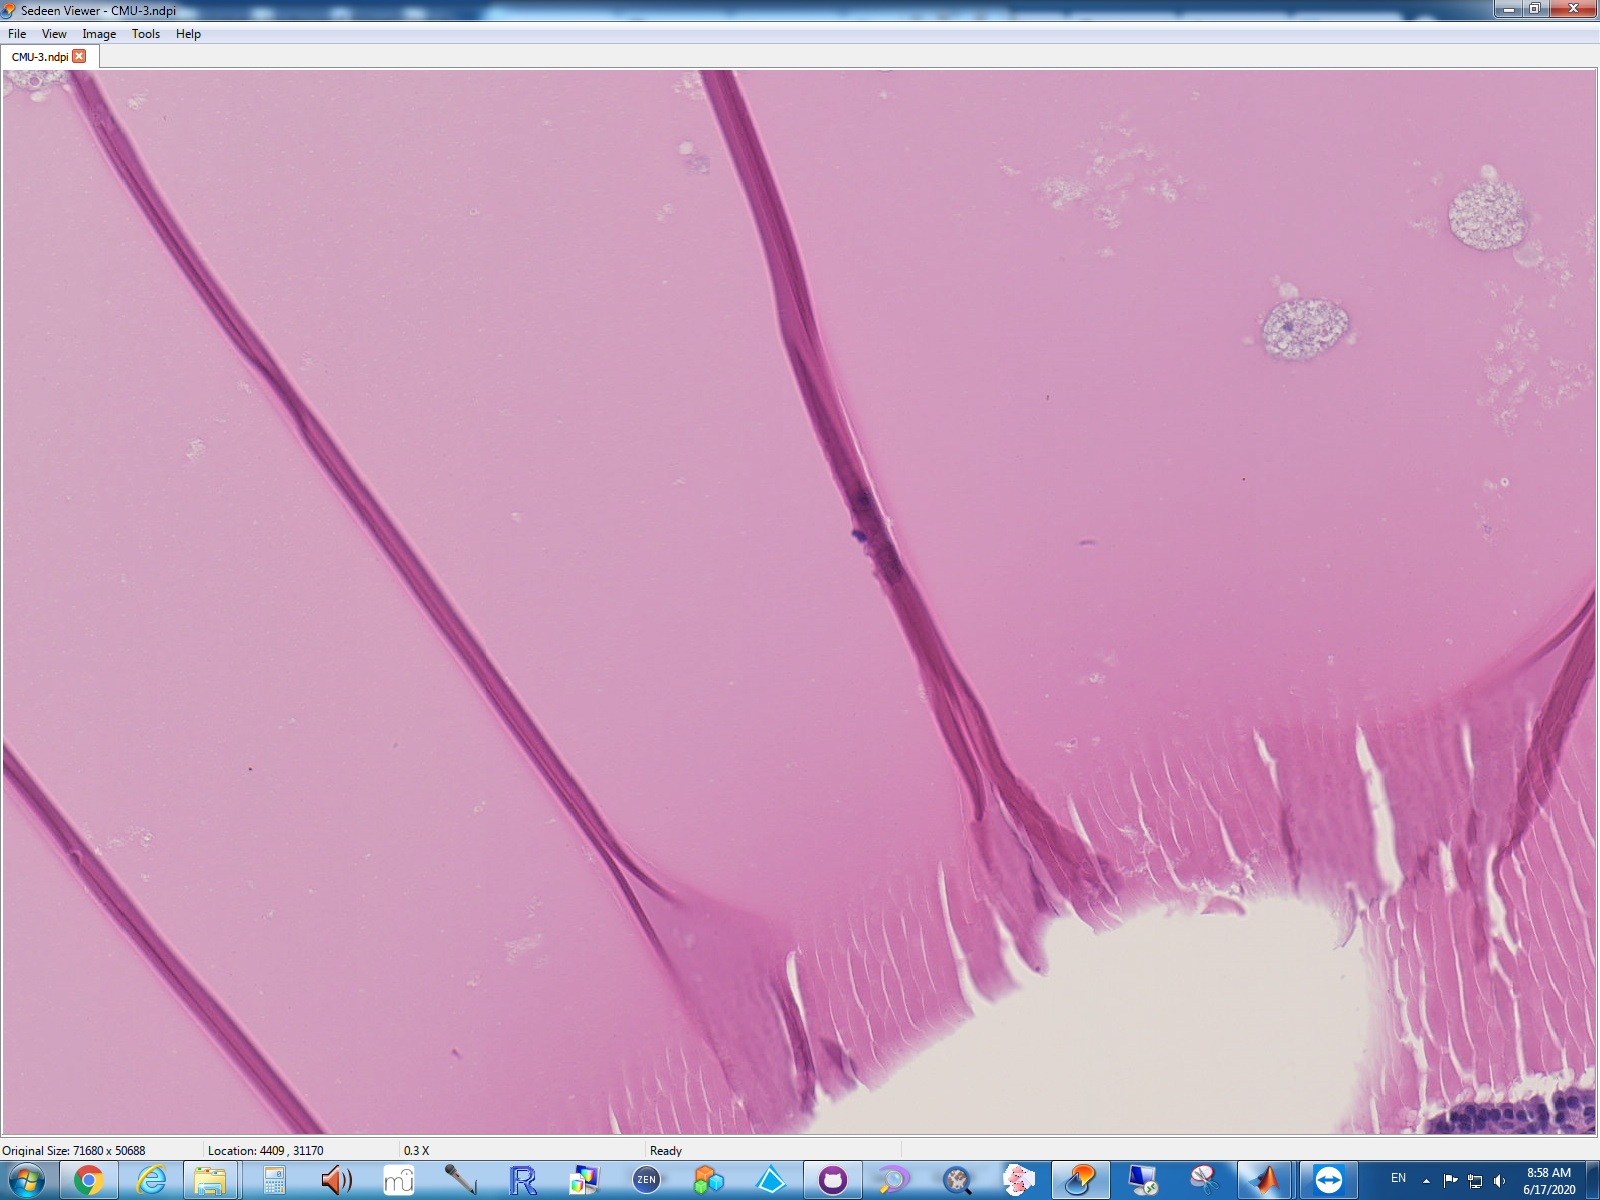 Sedeen Viewer - CMU-3.ndpi
File View Image Tools Help
CMU-3.ndpi
Original Size: 71680 x 50688 Location: 4409 , 31170 0.3 X Ready
mi R ZEN EN 8:58 AM
6/17/2020